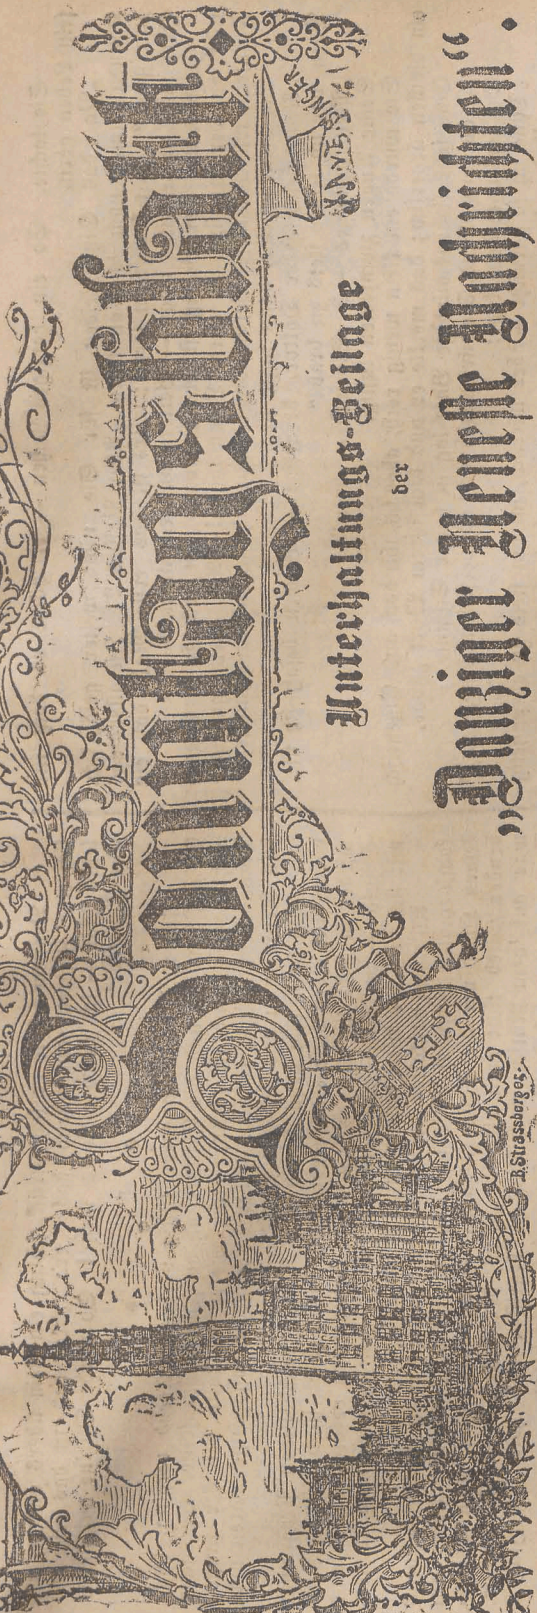 Sonntagsblatt
Unterhaltungs-Beilage
der
„Danziger Neueste Nachrichten“.
B.Strassberger.